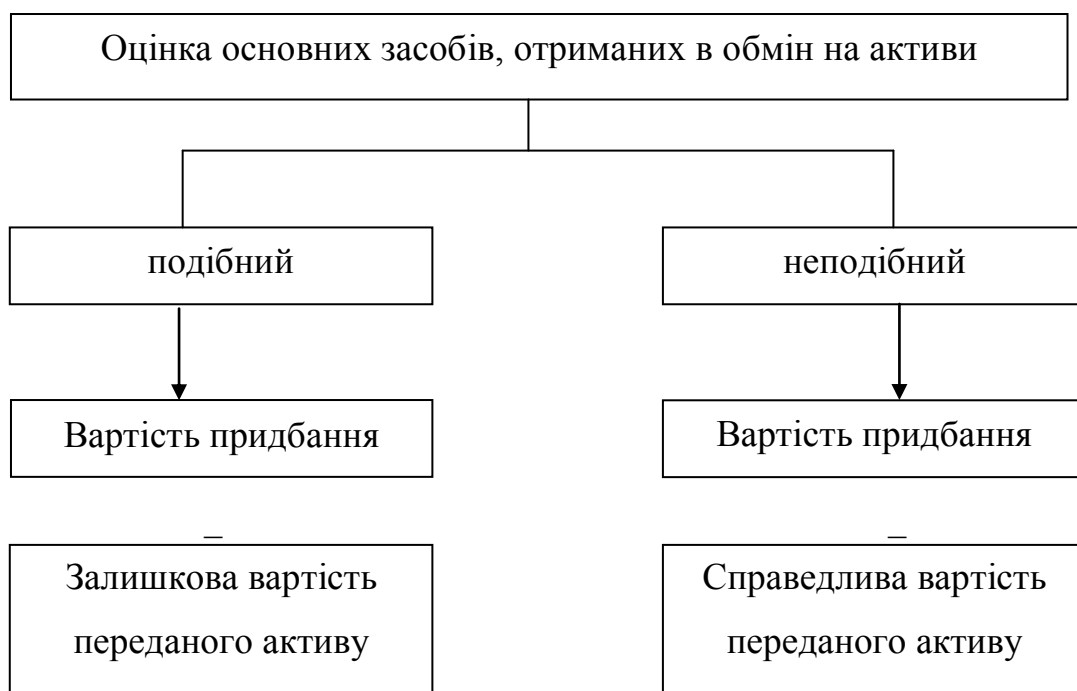 Оцінка основних засобів, отриманих в обмін на активи
подібний
неподібний
Вартість придбання
Вартість придбання
–
–
Залишкова вартість
переданого активу
Справедлива вартість
переданого активу